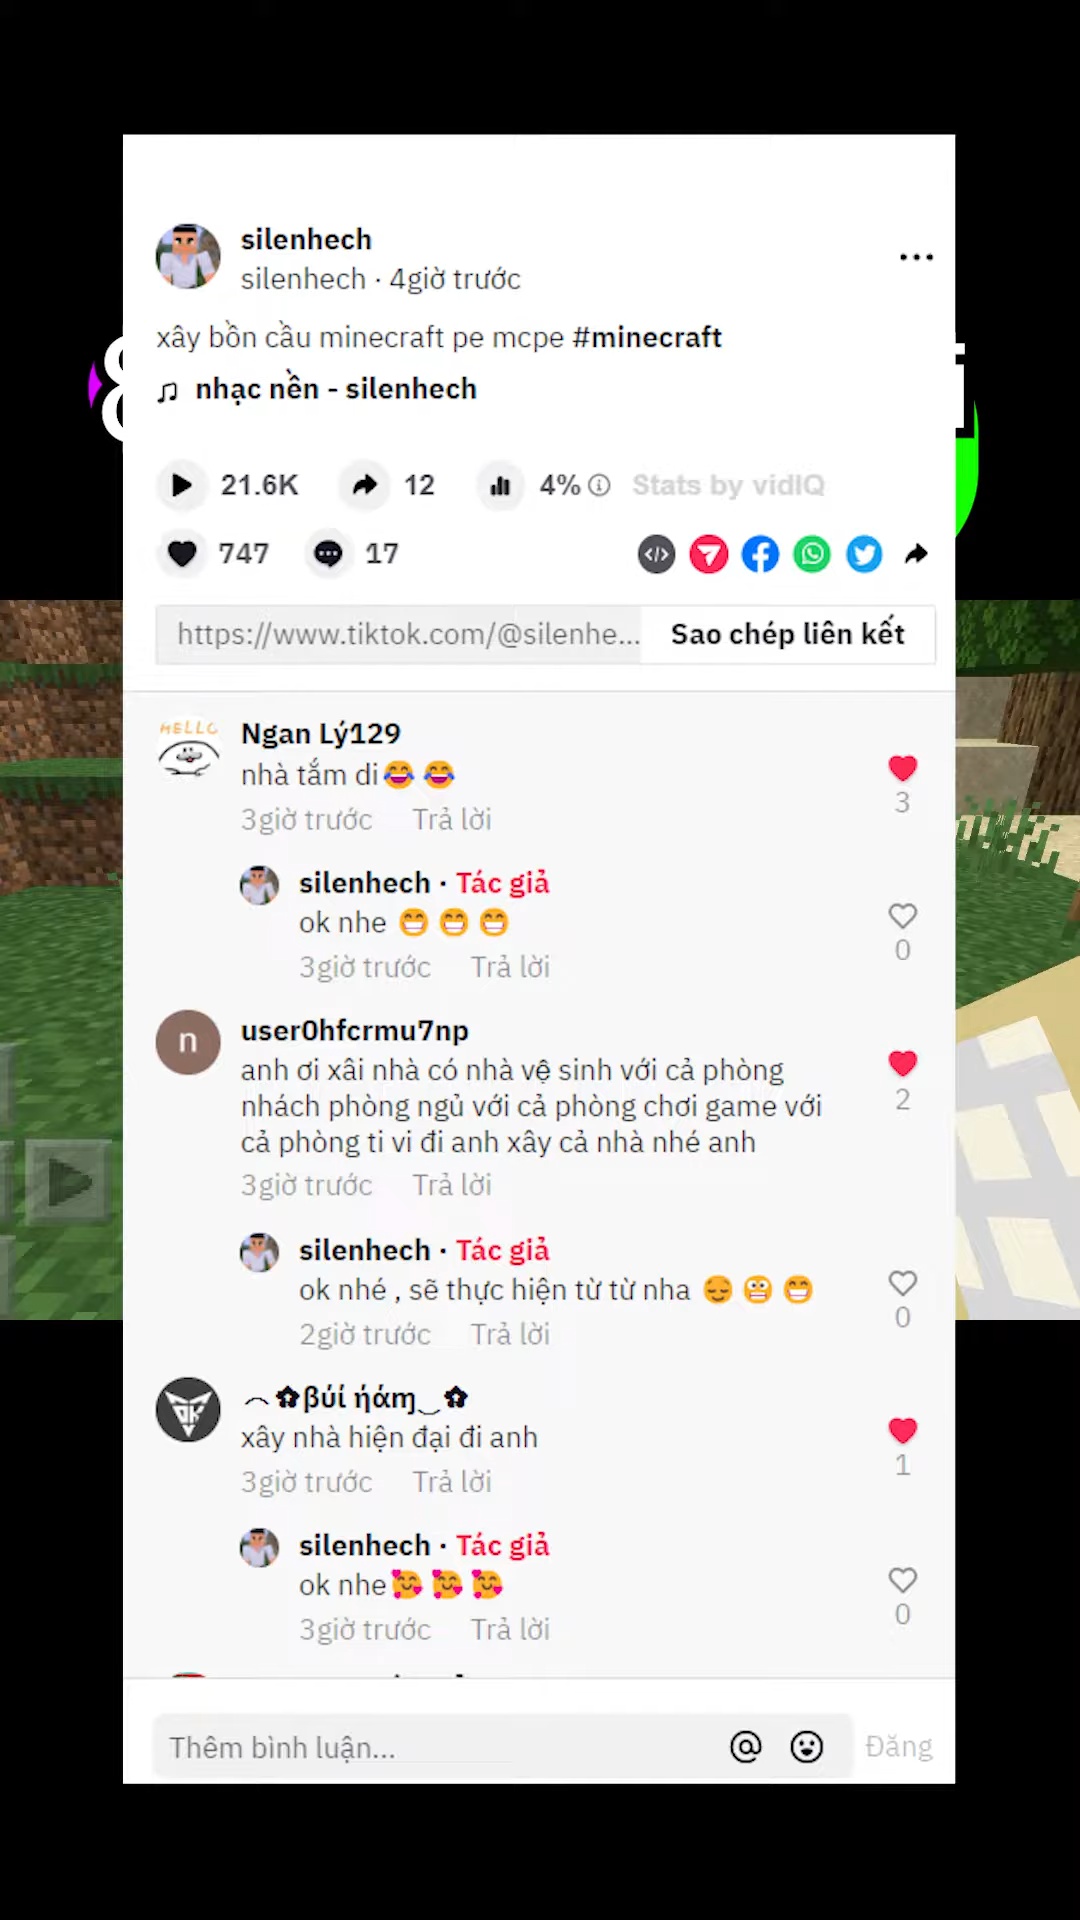 silenhech
silenhech · 4giờ trước
xây bồn cầu minecraft pe mcpe #minecraft
nhạc nền - silenhech
21.6K 12 4% Stats by vidIQ
747 17
https://www.tiktok.com/@silenhe... Sao chép liên kết
HELLO
Ngan Lý129
nhà tắm di😂😂
3
3giờ trước Trả lời
silenhech · Tác giả
ok nhe 😁😁😁
0
3giờ trước Trả lời
n
user0hfcrmu7np
anh ơi xâi nhà có nhà vệ sinh với cả phòng
2
nhách phòng ngủ với cả phòng chơi game với
cả phòng ti vi đi anh xây cả nhà nhé anh
3giờ trước Trả lời
silenhech · Tác giả
ok nhé , sẽ thực hiện từ từ nha 😌😬😁
0
2giờ trước Trả lời
︵✿βúí ήάɱ‿✿
xây nhà hiện đại đi anh
1
3giờ trước Trả lời
silenhech · Tác giả
ok nhe🥰🥰🥰
0
3giờ trước Trả lời
Thêm bình luận... Đăng